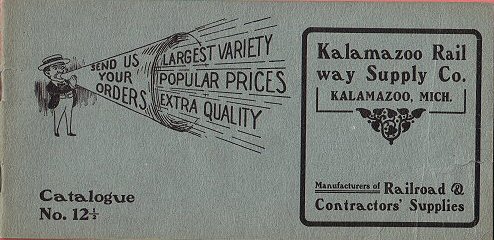 SEND US
YOUR
ORDERS
LARGEST VARIETY
POPULAR PRICES
EXTRA QUALITY
Catalogue
No. 12½
Kalamazoo Rail
way Supply Co.
KALAMAZOO, MICH.
Manufacturers of Railroad &
Contractors' Supplies